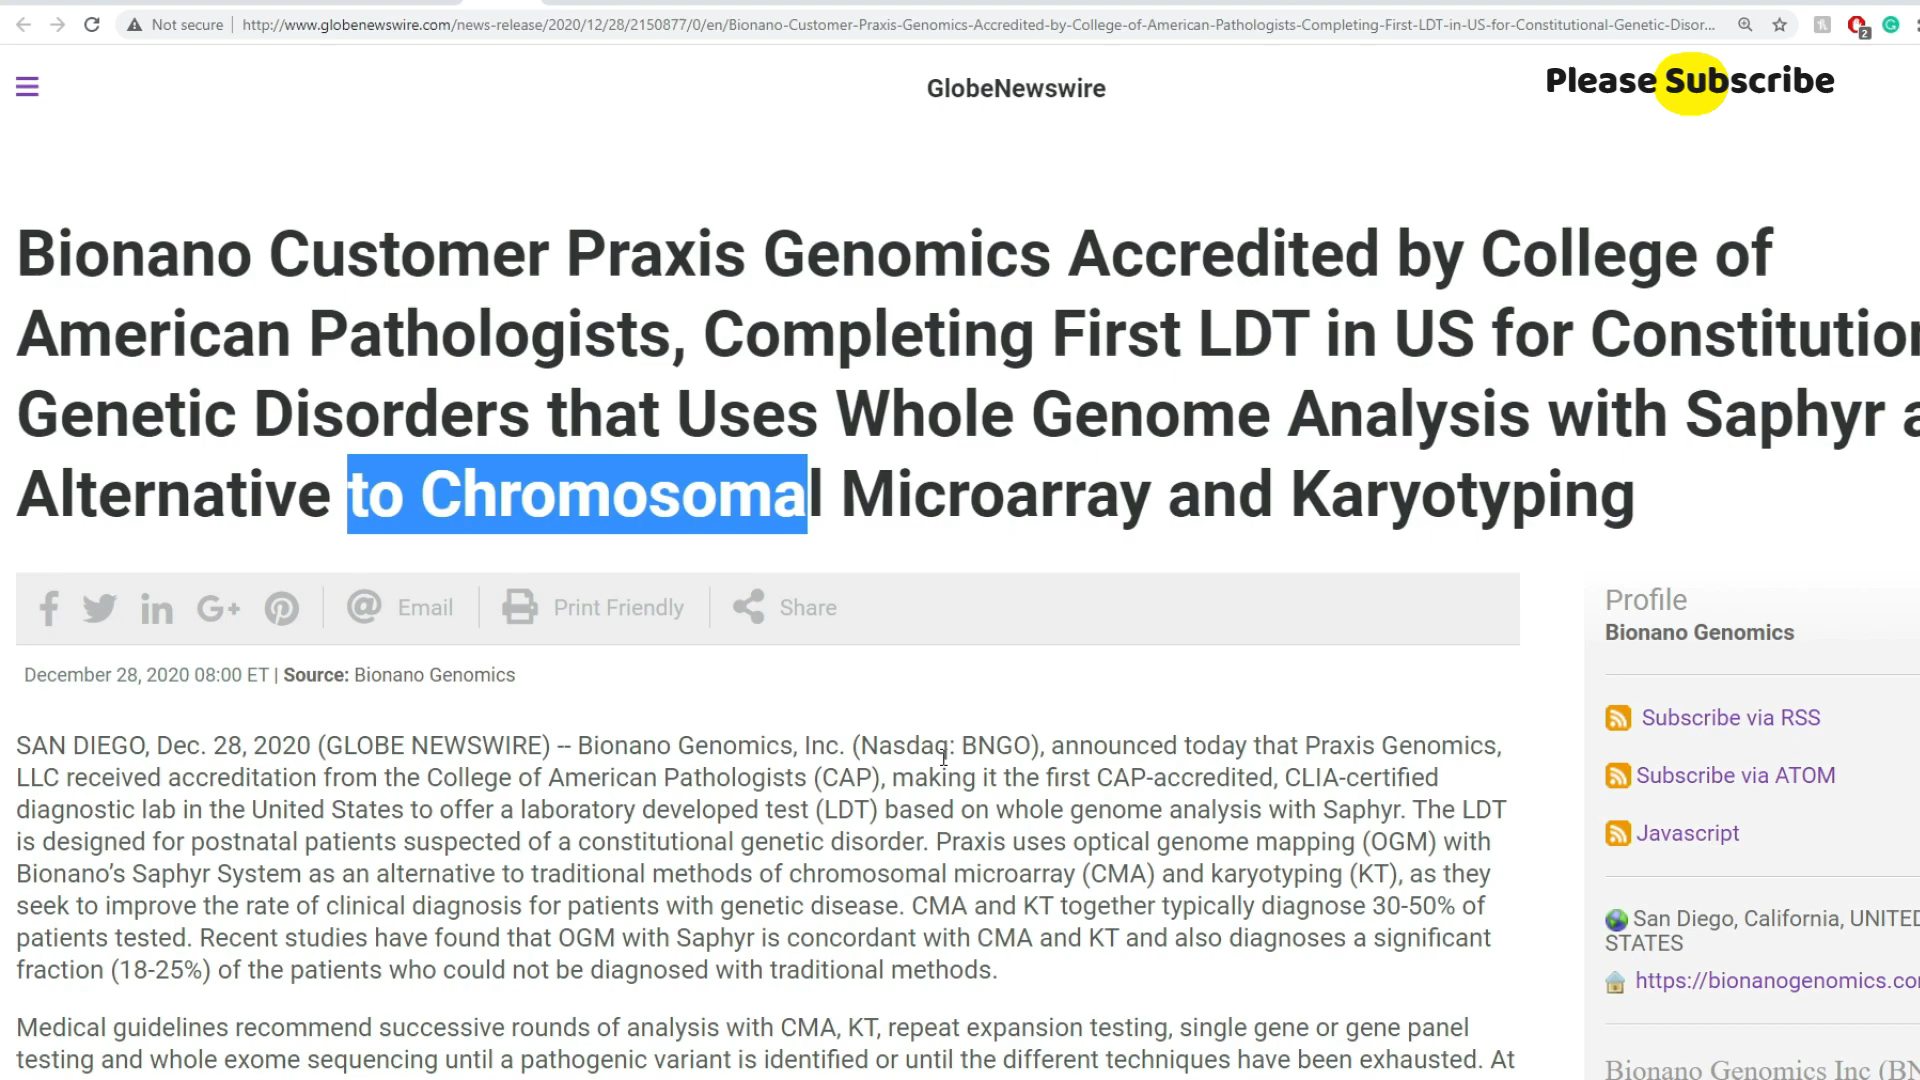 Not secure
http://www.globenewswire.com/news-release/2020/12/28/2150877/0/en/Bionano-Customer-Praxis-Genomics-Accredited-by-College-of-American-Pathologists-Completing-First-LDT-in-US-for-Constitutional-Genetic-Disor...
2
GlobeNewswire
Please Subscribe
Bionano Customer Praxis Genomics Accredited by College of
American Pathologists, Completing First LDT in US for Constitution
Genetic Disorders that Uses Whole Genome Analysis with Saphyr a
Alternative to Chromosomal Microarray and Karyotyping
Email
Print Friendly
Share
December 28, 2020 08:00 ET | Source: Bionano Genomics
SAN DIEGO, Dec. 28, 2020 (GLOBE NEWSWIRE) -- Bionano Genomics, Inc. (Nasdaq: BNGO), announced today that Praxis Genomics,
LLC received accreditation from the College of American Pathologists (CAP), making it the first CAP-accredited, CLIA-certified
diagnostic lab in the United States to offer a laboratory developed test (LDT) based on whole genome analysis with Saphyr. The LDT
is designed for postnatal patients suspected of a constitutional genetic disorder. Praxis uses optical genome mapping (OGM) with
Bionano’s Saphyr System as an alternative to traditional methods of chromosomal microarray (CMA) and karyotyping (KT), as they
seek to improve the rate of clinical diagnosis for patients with genetic disease. CMA and KT together typically diagnose 30-50% of
patients tested. Recent studies have found that OGM with Saphyr is concordant with CMA and KT and also diagnoses a significant
fraction (18-25%) of the patients who could not be diagnosed with traditional methods.
Medical guidelines recommend successive rounds of analysis with CMA, KT, repeat expansion testing, single gene or gene panel
testing and whole exome sequencing until a pathogenic variant is identified or until the different techniques have been exhausted. At
Profile
Bionano Genomics
Subscribe via RSS
Subscribe via ATOM
Javascript
San Diego, California, UNITED
STATES
https://bionanogenomics.co
Bionano Genomics Inc (BN